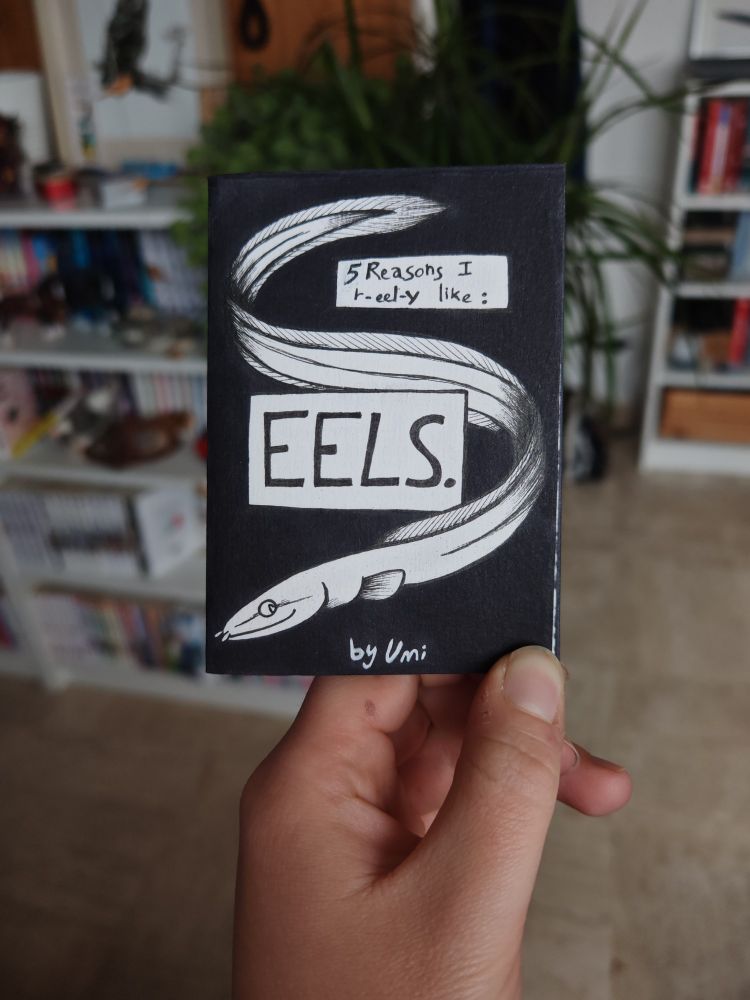 5 Reasons I
r-eel-y like:
EELS.
by Umi